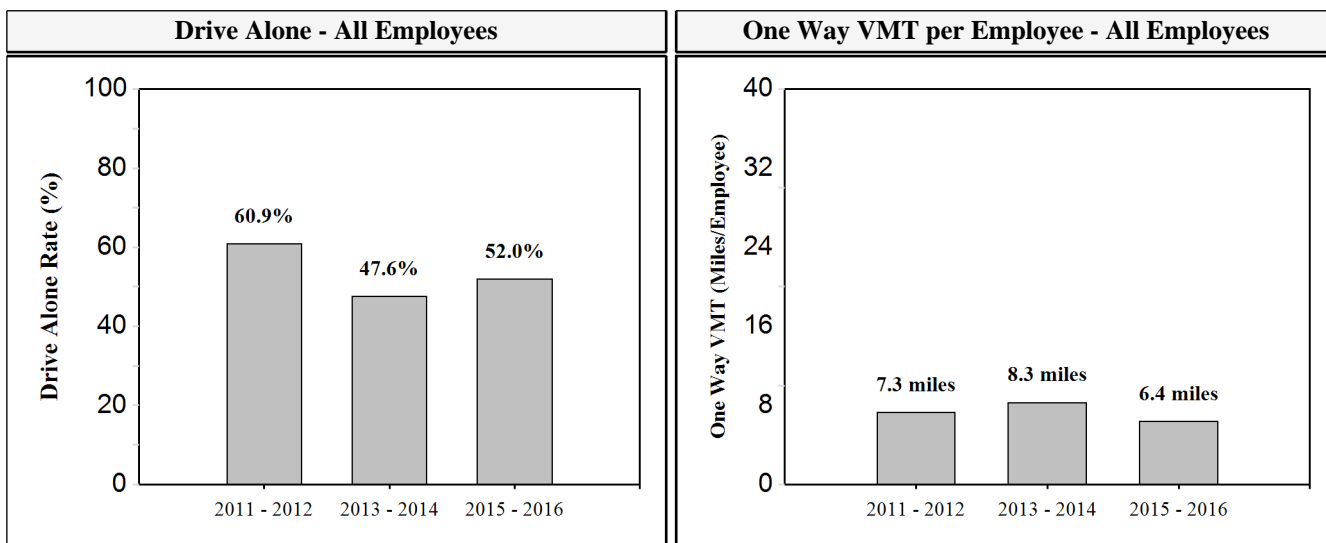 Drive Alone - All Employees
100
80
60
40
20
0
Drive Alone Rate (%)
60.9%
47.6%
52.0%
2011 - 2012
2013 - 2014
2015 - 2016
One Way VMT per Employee - All Employees
40
32
24
16
8
0
One Way VMT (Miles/Employee)
7.3 miles
8.3 miles
6.4 miles
2011 - 2012
2013 - 2014
2015 - 2016